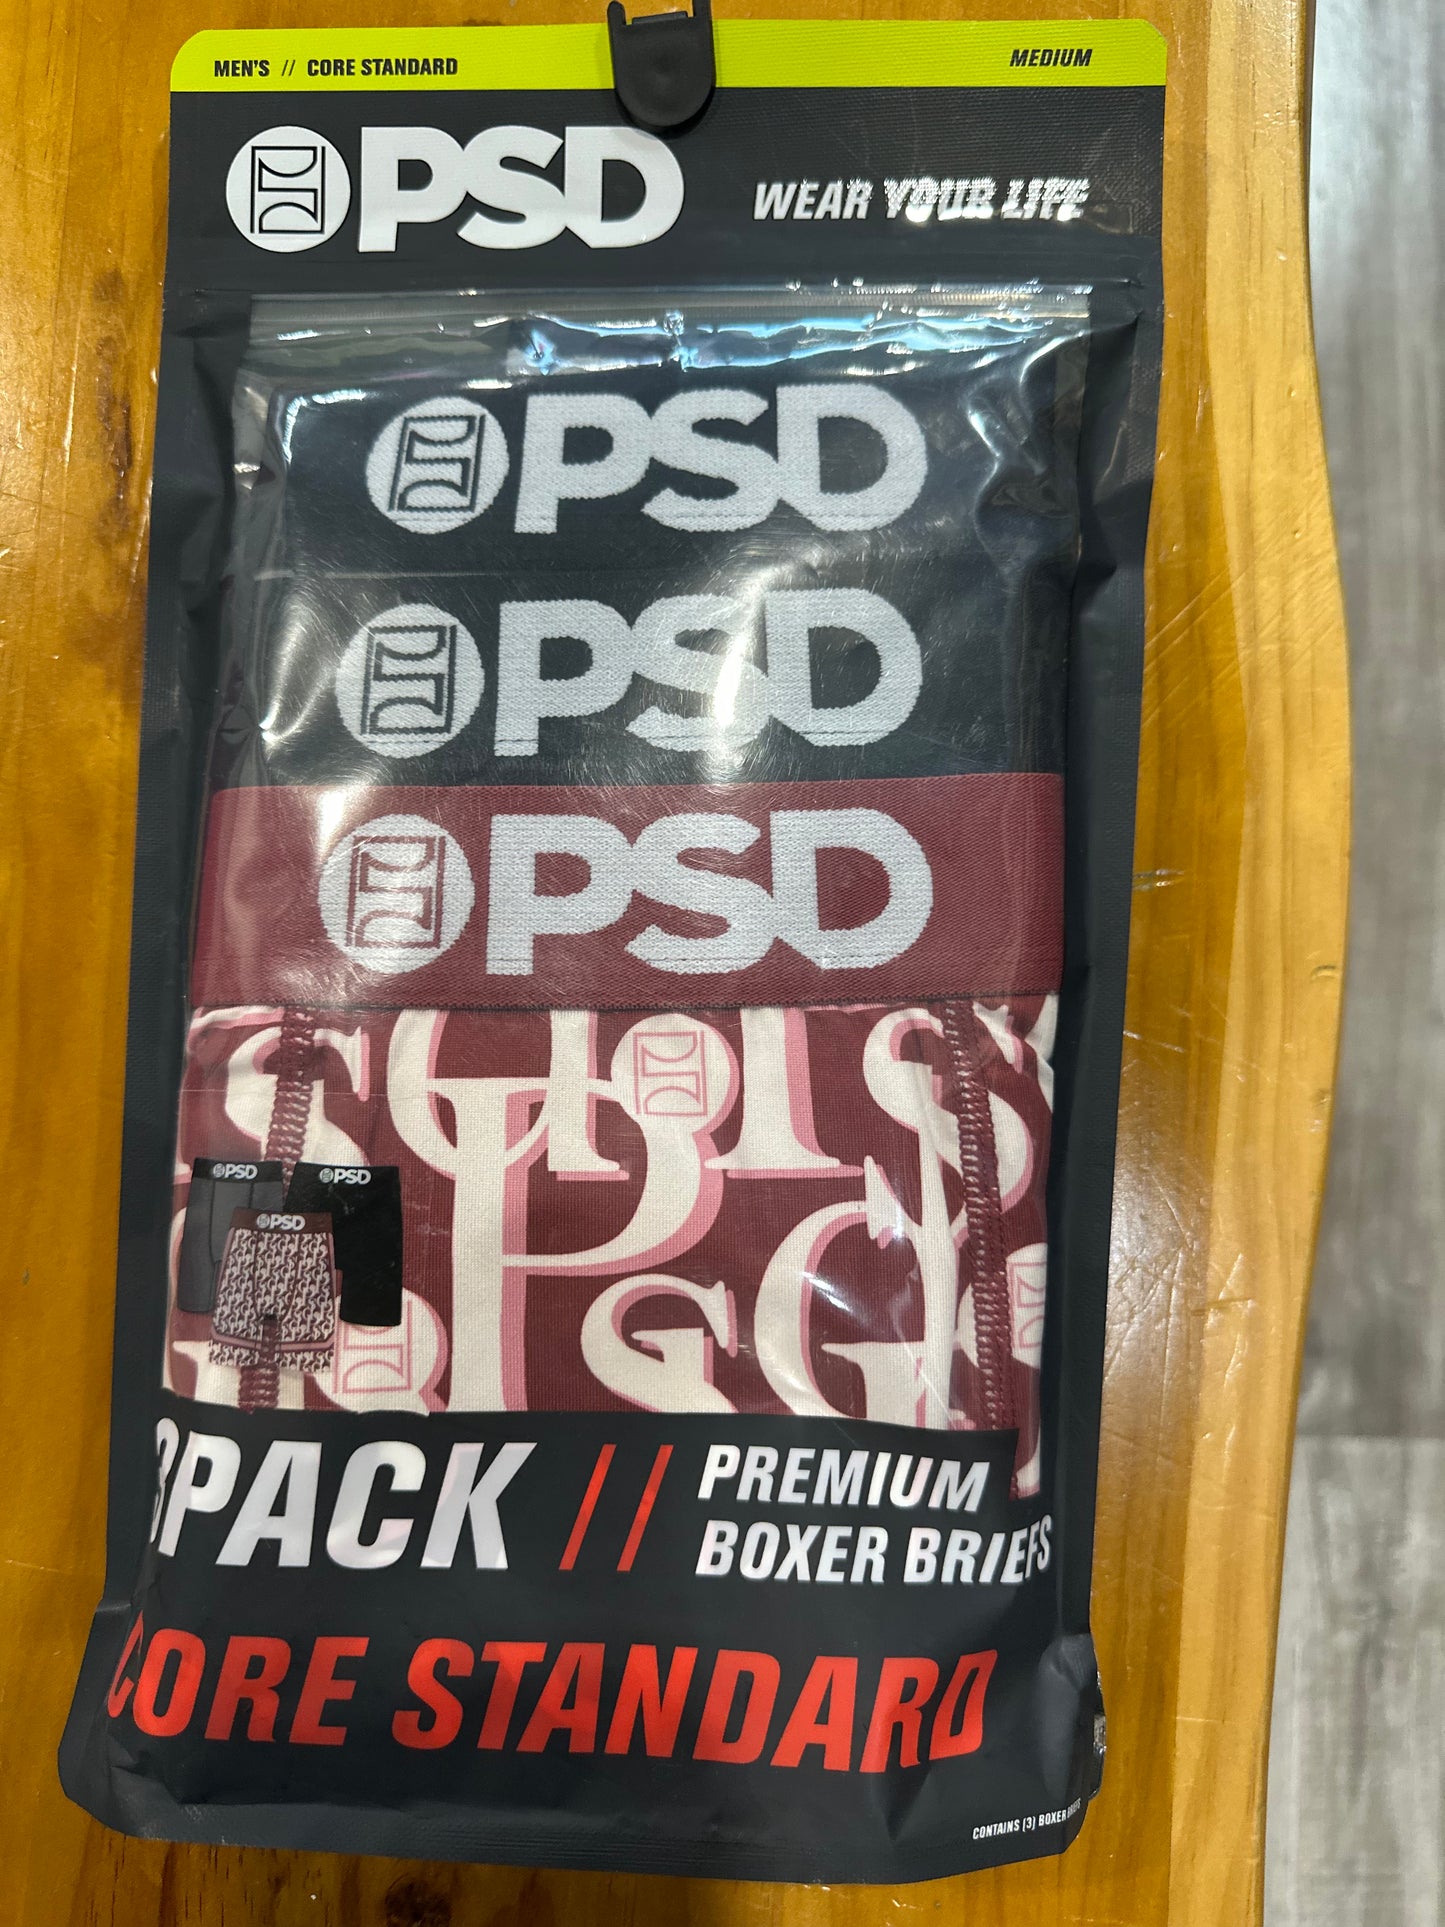 MEN'S // CORE STANDARD
MEDIUM
PSD
WEAR YOUR LIFE
PSD
PSD
PSD
PSD
PSD
PSD
3PACK // PREMIUM
BOXER BRIEFS
CORE STANDARD
CONTAINS (3) BOXER BRIEFS